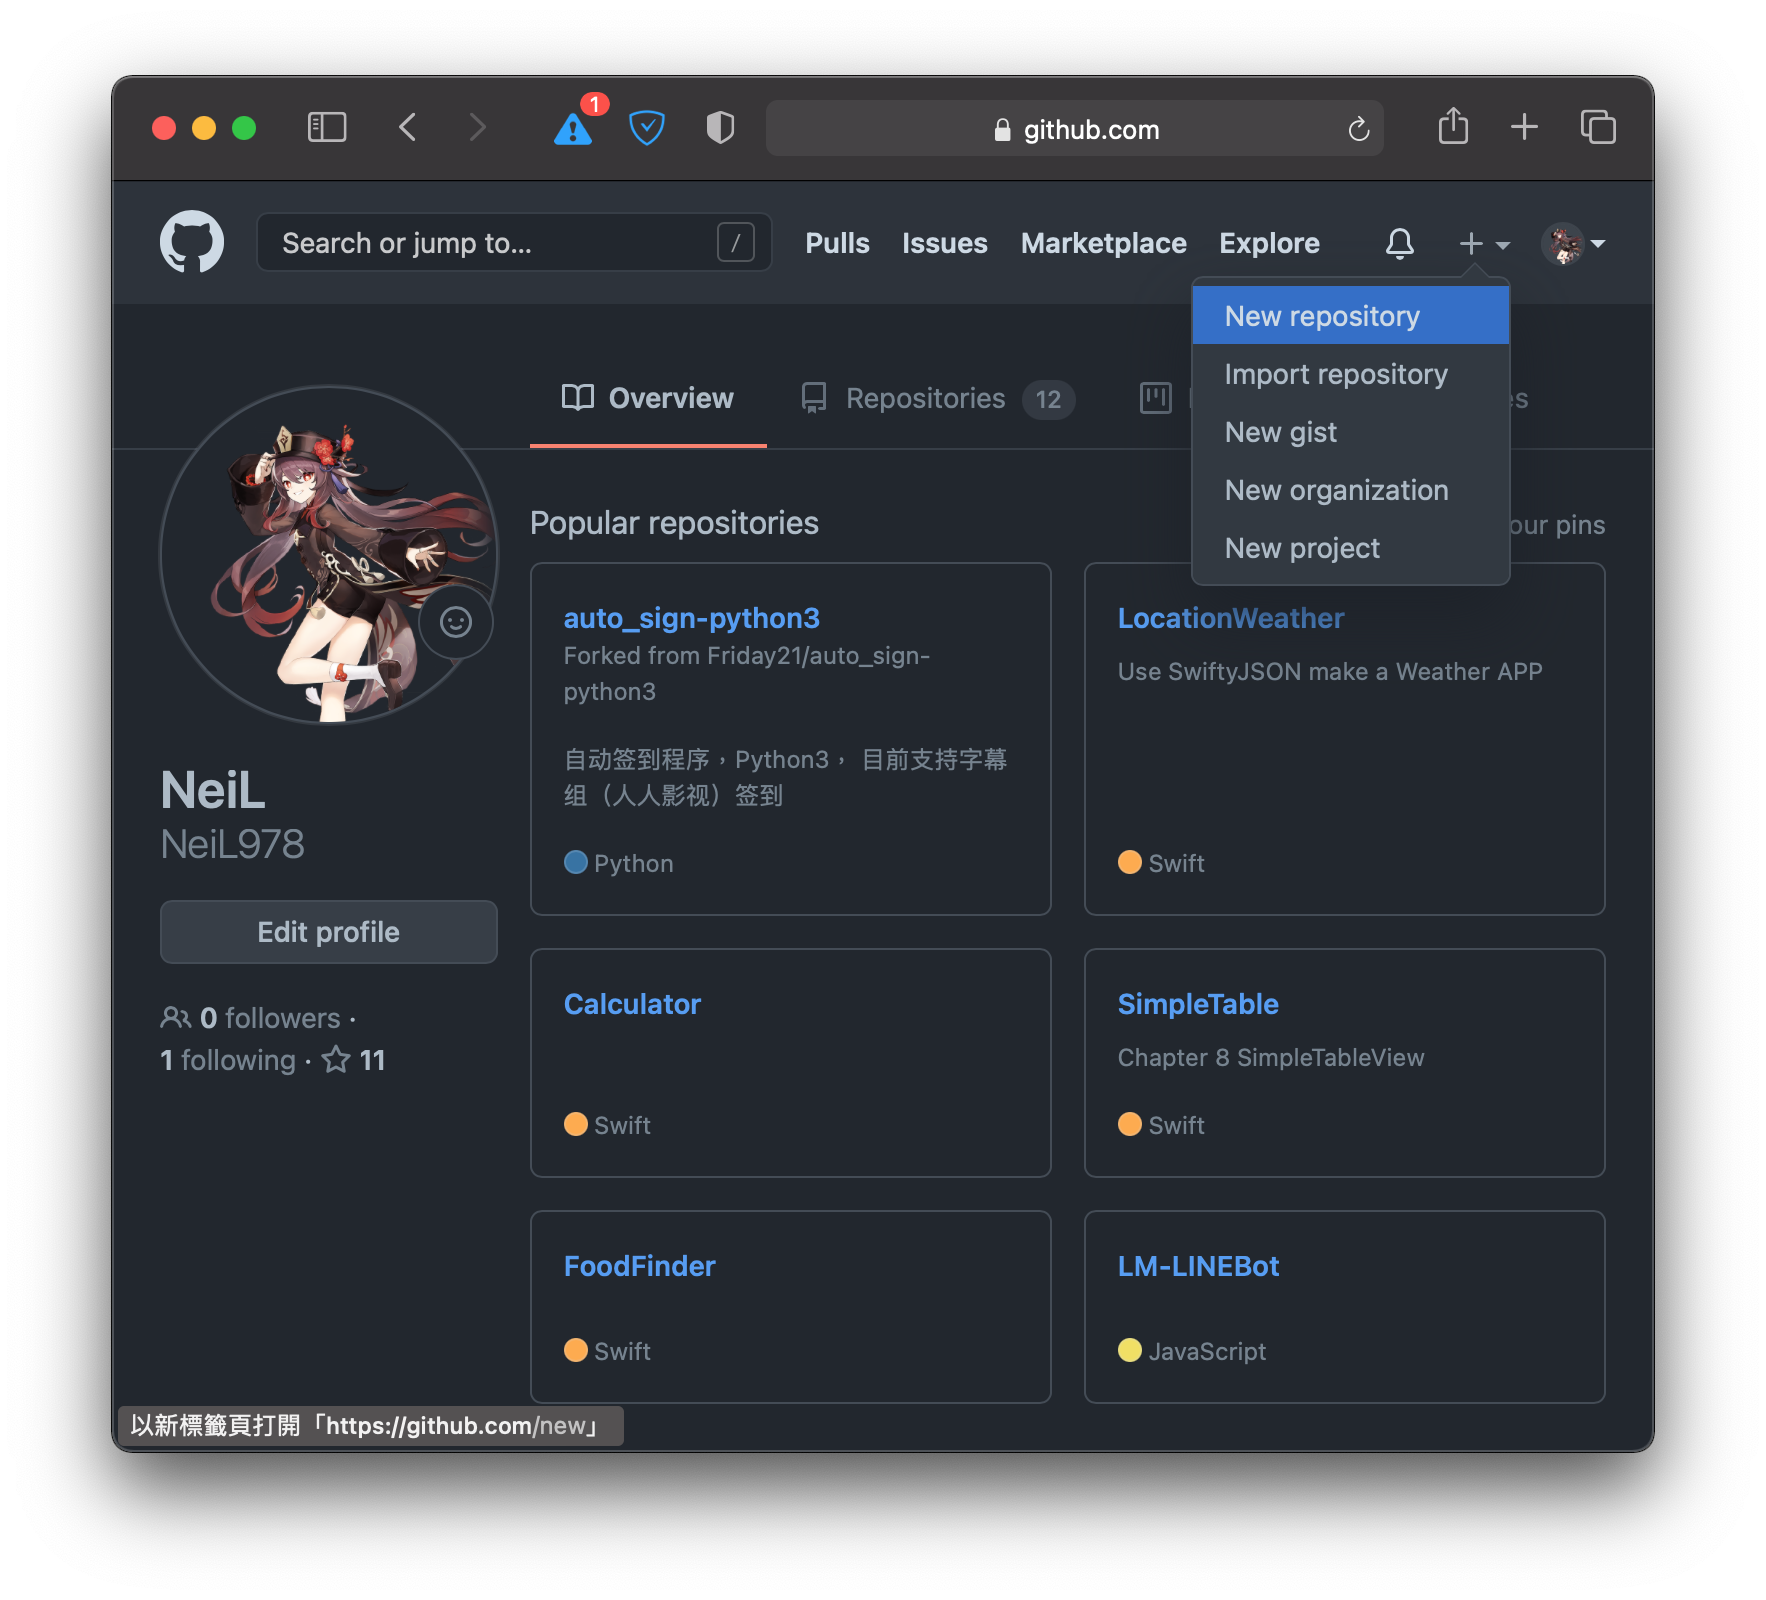 1
github.com
Search or jump to...
/
Pulls
Issues
Marketplace
Explore
New repository
Import repository
New gist
New organization
New project
Overview
Repositories 12
Popular repositories
our pins
auto_sign-python3
Forked from Friday21/auto_sign-
python3
自动签到程序，Python3， 目前支持字幕
组（人人影视）签到
Python
LocationWeather
Use SwiftyJSON make a Weather APP
Swift
NeiL
NeiL978
Edit profile
0 followers ·
1 following · 11
Calculator
Swift
SimpleTable
Chapter 8 SimpleTableView
Swift
FoodFinder
Swift
LM-LINEBot
JavaScript
以新標籤頁打開「https://github.com/new」